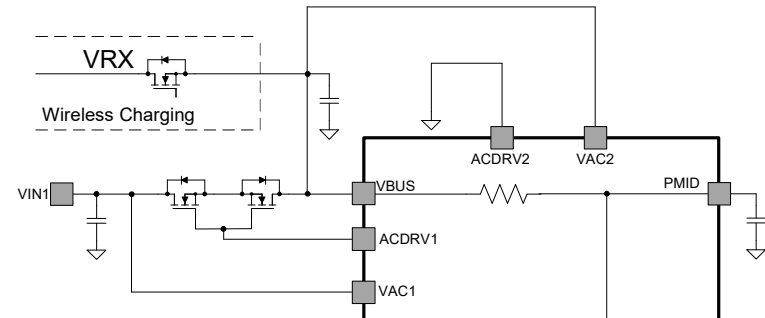 VRX
Wireless Charging
ACDRV2
VAC2
VIN1
VBUS
PMID
ACDRV1
VAC1